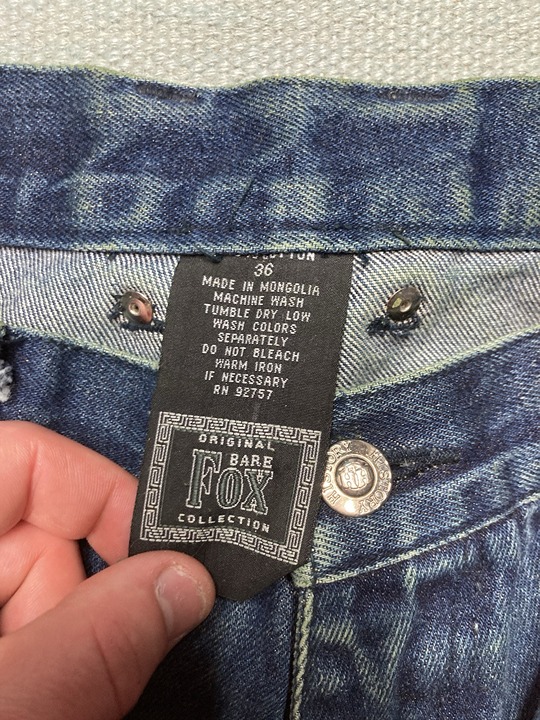 COTTON
36
MADE IN MONGOLIA
MACHINE WASH
TUMBLE DRY LOW
WASH COLORS
SEPARATELY
DO NOT BLEACH
WARM IRON
IF NECESSARY
RN 92757
ORIGINAL
BARE
FOX
COLLECTION